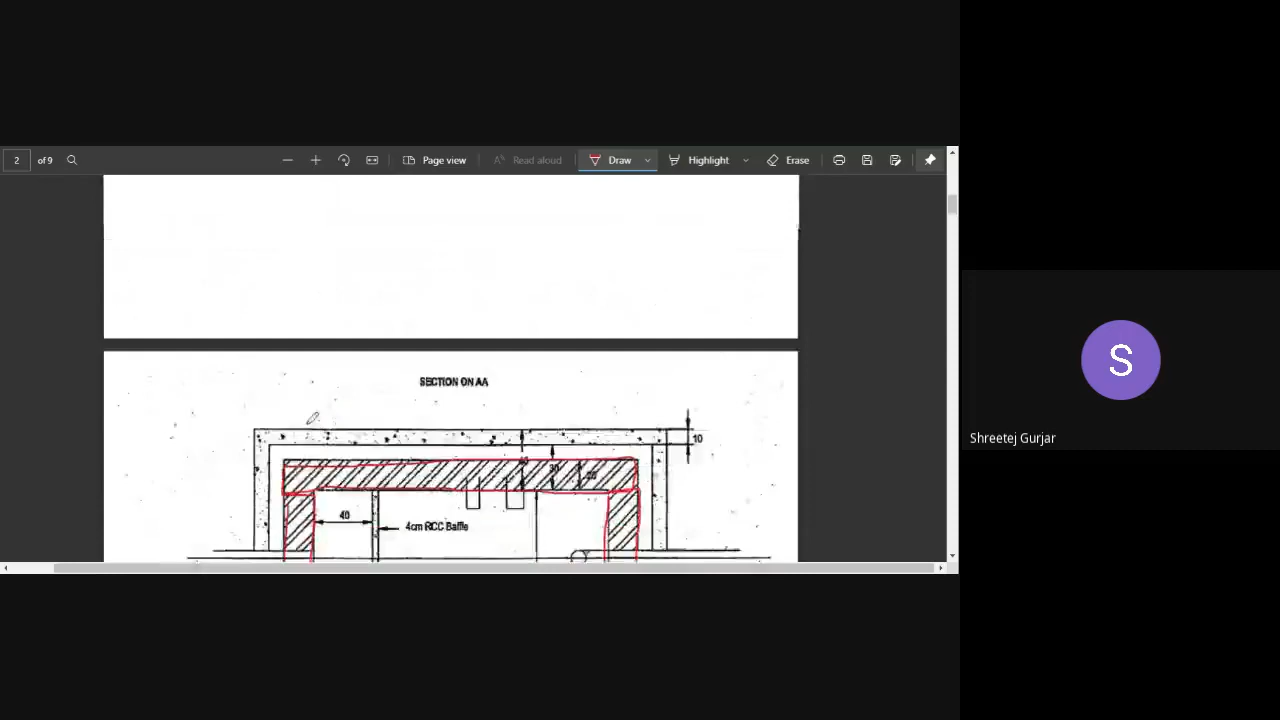 2 of 9 Page view Read aloud Draw Highlight Erase
SECTION ON AA
10
30
40
4cm RCC Baffle
S
Shreetej Gurjar